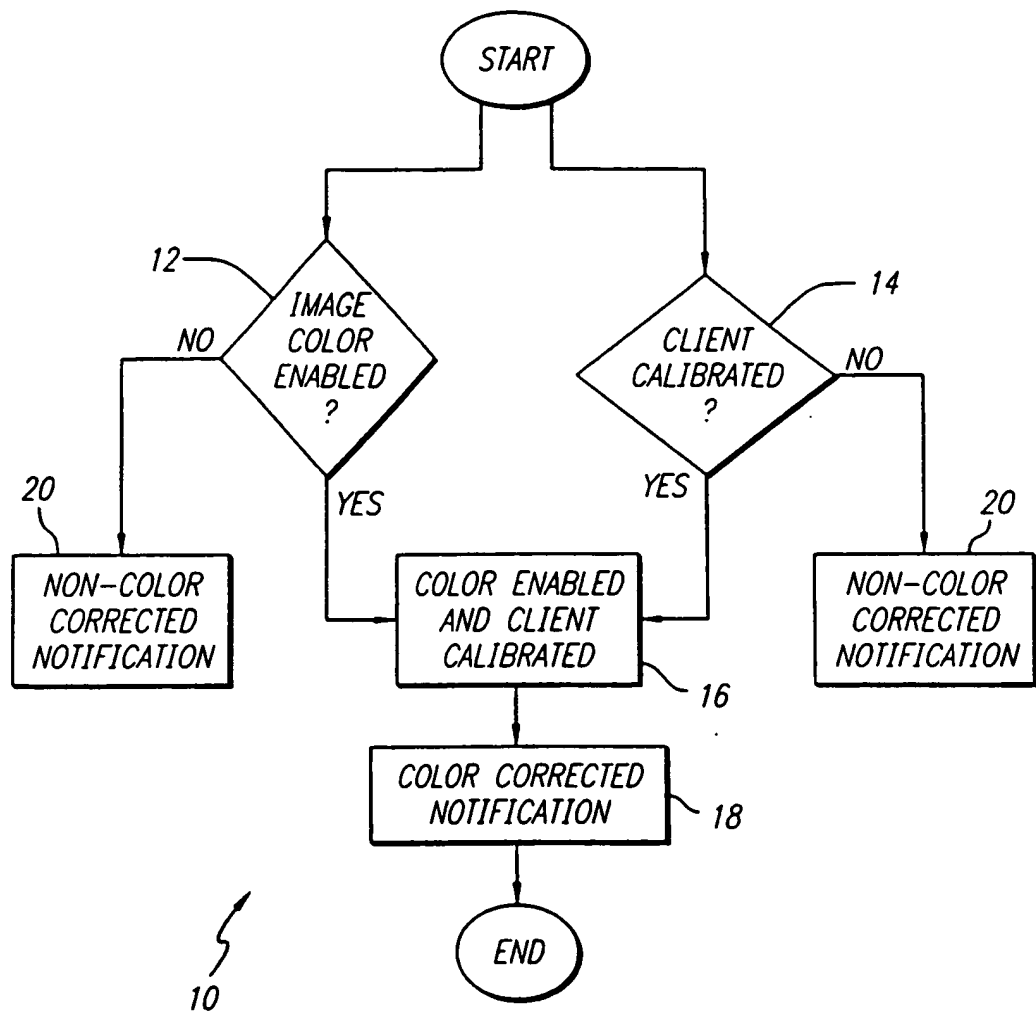 START
12
IMAGE
COLOR
ENABLED
?
NO
YES
14
CLIENT
CALIBRATED
?
NO
YES
20
NON-COLOR
CORRECTED
NOTIFICATION
COLOR ENABLED
AND CLIENT
CALIBRATED
16
20
NON-COLOR
CORRECTED
NOTIFICATION
COLOR CORRECTED
NOTIFICATION
18
END
10